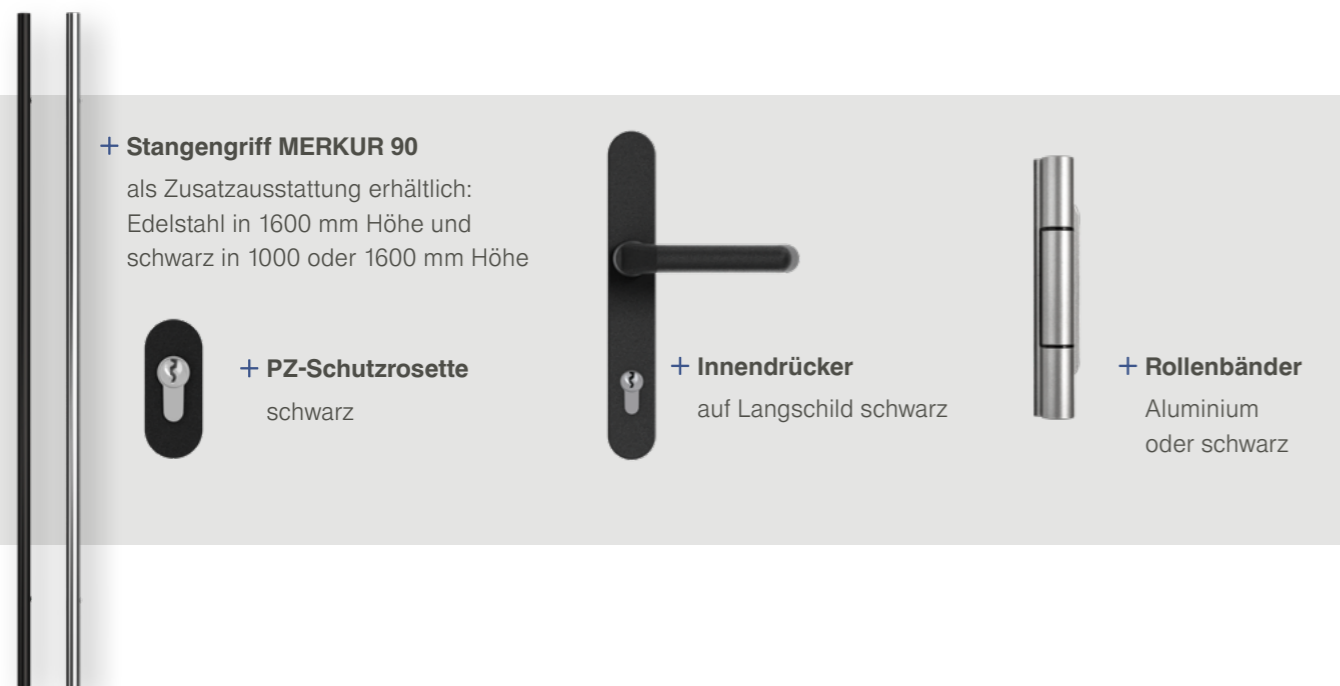 + Stangengriff MERKUR 90
als Zusatzausstattung erhältlich:
Edelstahl in 1600 mm Höhe und
schwarz in 1000 oder 1600 mm Höhe
+ PZ-Schutzrosette
schwarz
+ Innendrücker
auf Langschild schwarz
+ Rollenbänder
Aluminium
oder schwarz